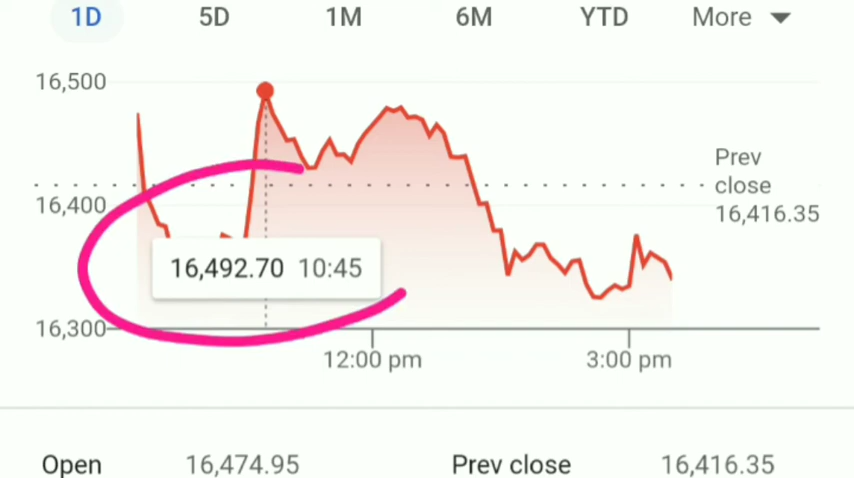 1D 5D 1M 6M YTD More
16,500
Prev
close
16,400
16,416.35
16,492.70 10:45
16,300
12:00 pm 3:00 pm
Open 16,474.95 Prev close 16,416.35